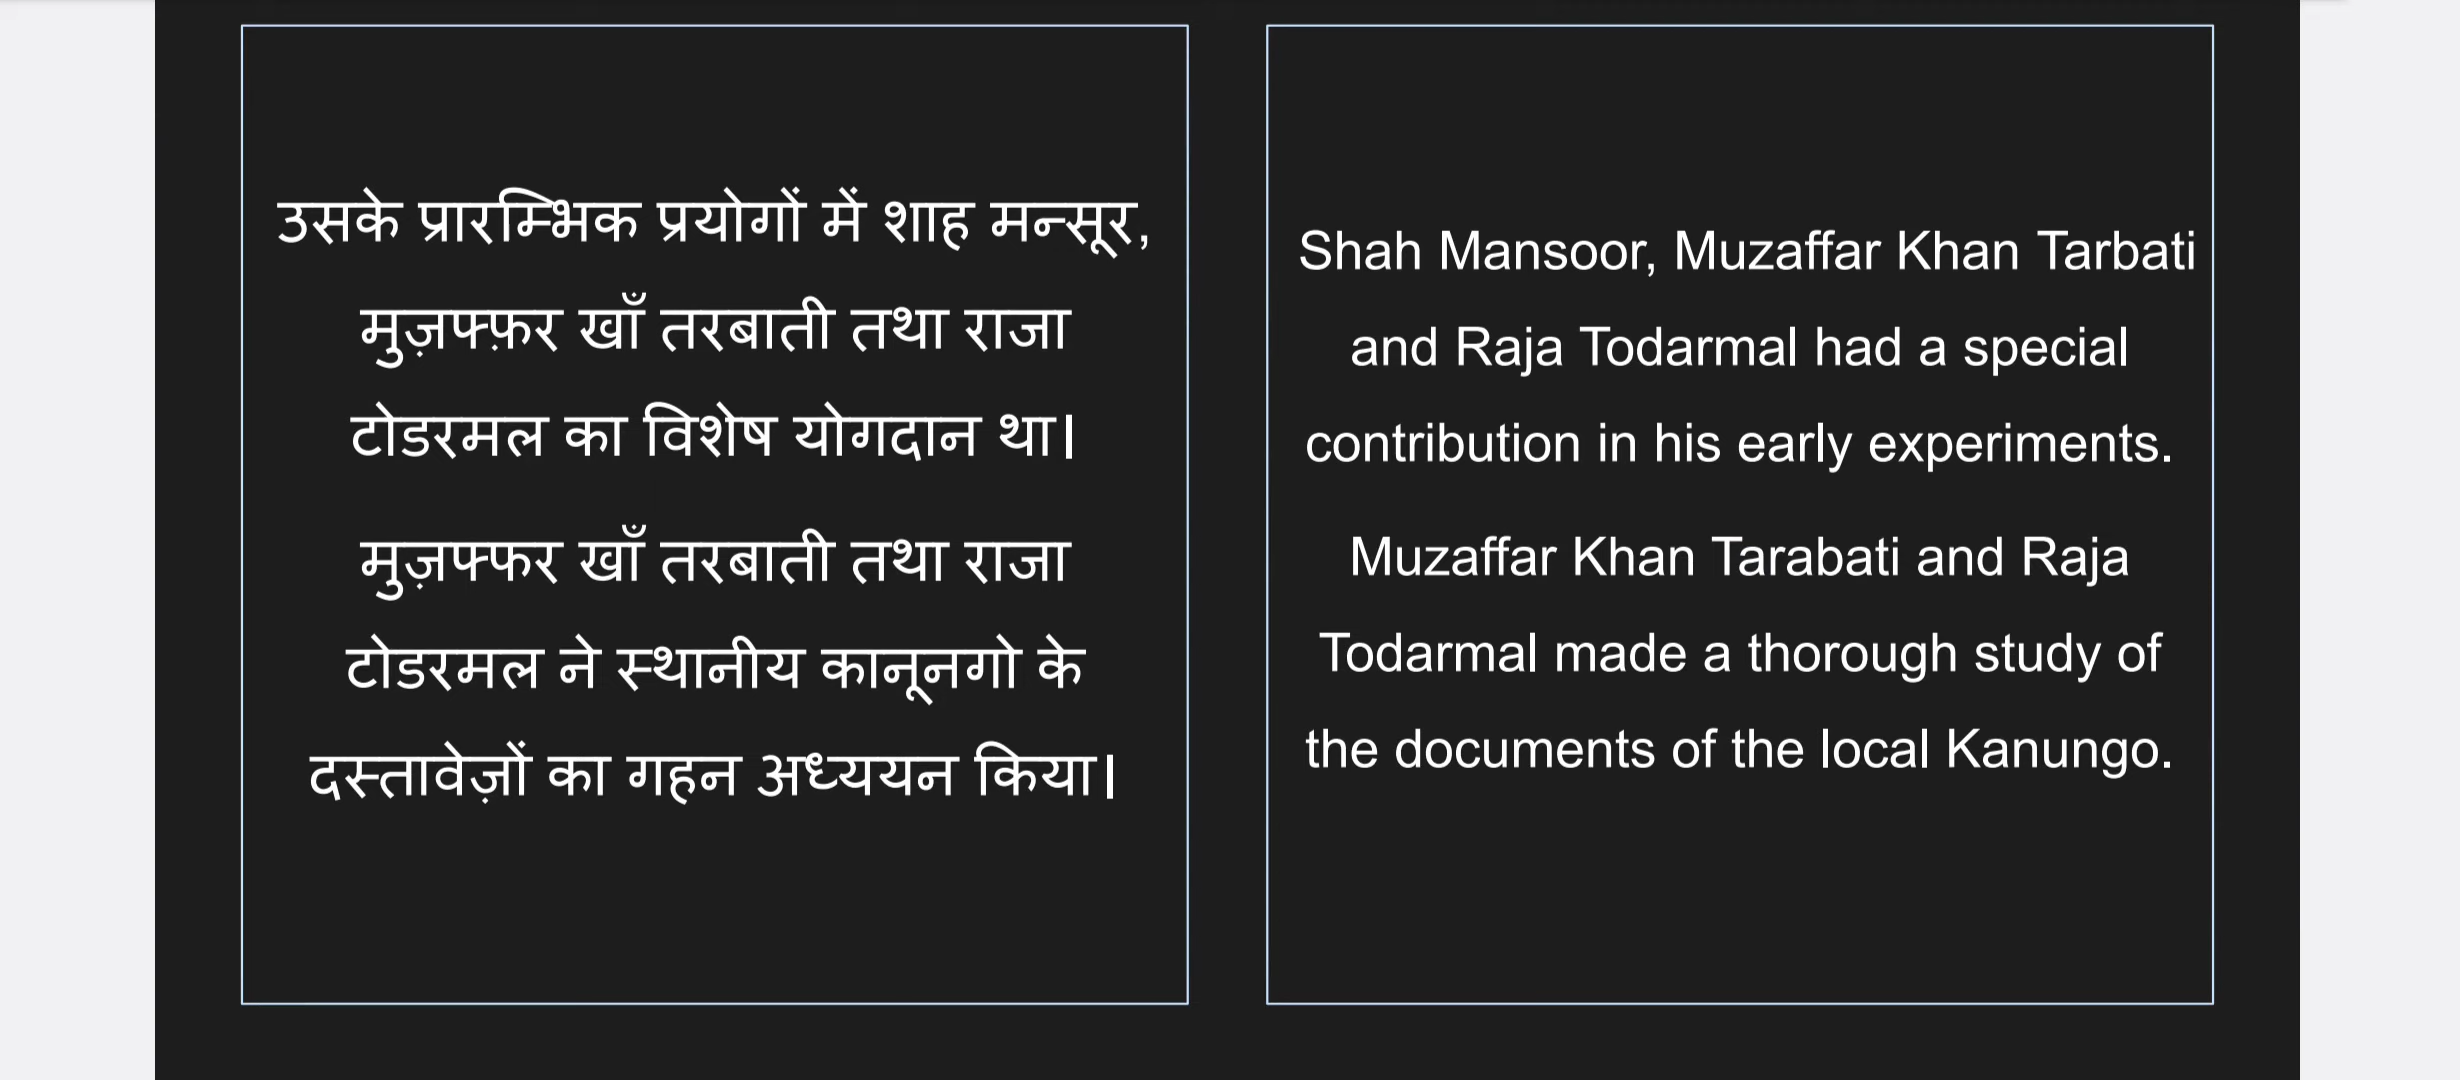 उसके प्रारम्भिक प्रयोगों में शाह मन्सूर,
मुज़फ्फ़र खाँ तरबाती तथा राजा
टोडरमल का विशेष योगदान था।
मुज़फ्फर खाँ तरबाती तथा राजा
टोडरमल ने स्थानीय कानूनगो के
दस्तावेज़ों का गहन अध्ययन किया।
Shah Mansoor, Muzaffar Khan Tarbati
and Raja Todarmal had a special
contribution in his early experiments.
Muzaffar Khan Tarabati and Raja
Todarmal made a thorough study of
the documents of the local Kanungo.